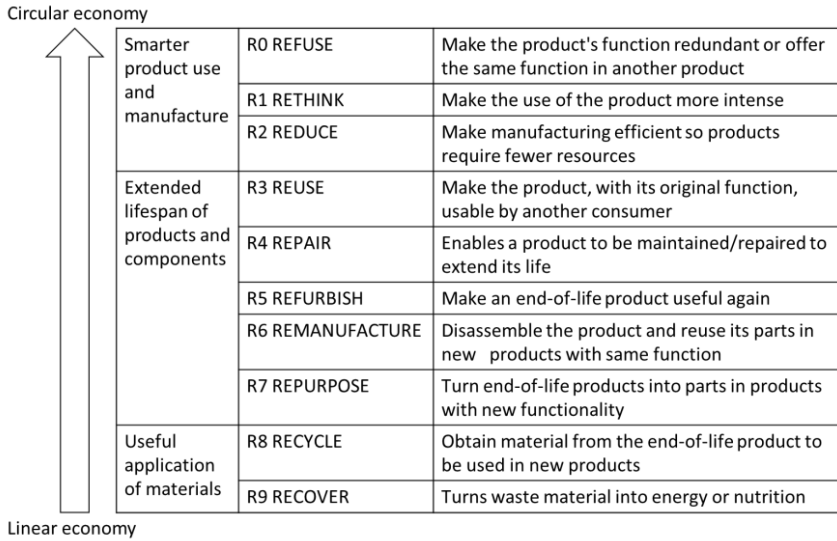 Circular economy
Smarter
product use
and
manufacture
R0 REFUSE
Make the product's function redundant or offer
the same function in another product
R1 RETHINK
Make the use of the product more intense
R2 REDUCE
Make manufacturing efficient so products
require fewer resources
Extended
lifespan of
products and
components
R3 REUSE
Make the product, with its original function,
usable by another consumer
R4 REPAIR
Enables a product to be maintained/repaired to
extend its life
R5 REFURBISH
Make an end-of-life product useful again
R6 REMANUFACTURE
Disassemble the product and reuse its parts in
new products with same function
R7 REPURPOSE
Turn end-of-life products into parts in products
with new functionality
Useful
application
of materials
R8 RECYCLE
Obtain material from the end-of-life product to
be used in new products
R9 RECOVER
Turns waste material into energy or nutrition
Linear economy